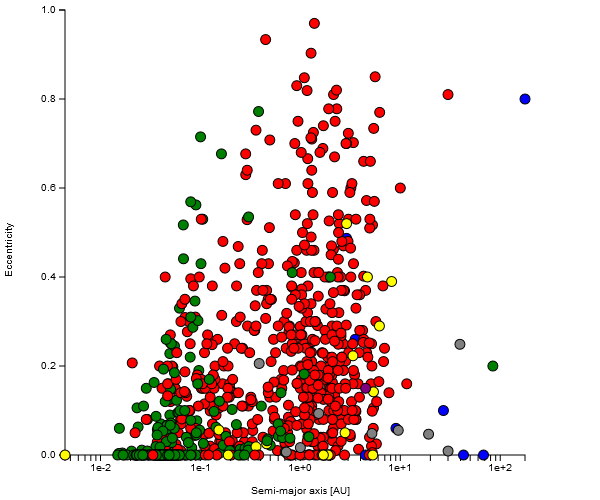 1.0
0.8
0.6
0.4
0.2
0.0
Eccentricity
1e-2
1e-1
1e+0
1e+1
1e+2
Semi-major axis [AU]